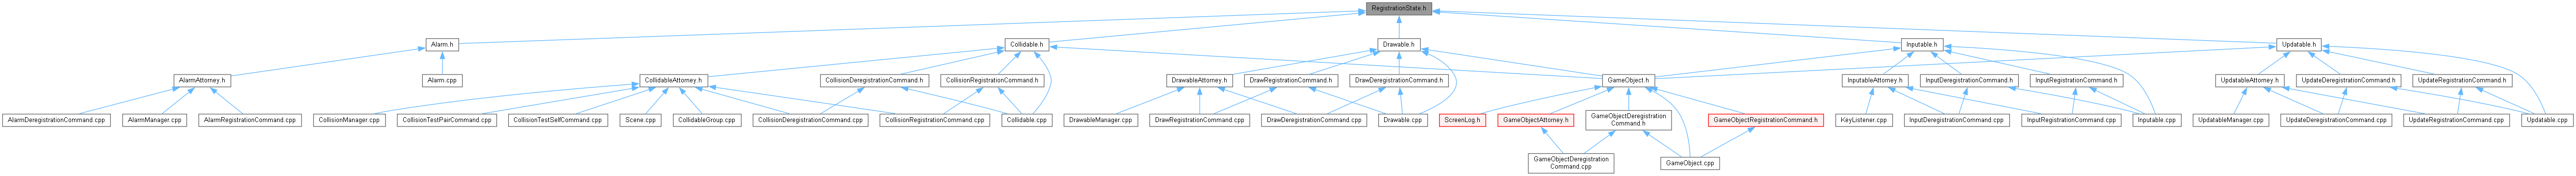 RegistrationState.h
Alarm.h
Collidable.h
Drawable.h
Inputable.h
Updatable.h
AlarmAttorney.h
Alarm.cpp
CollidableAttorney.h
CollisionDeregistrationCommand.h
CollisionRegistrationCommand.h
DrawableAttorney.h
DrawRegistrationCommand.h
DrawDeregistrationCommand.h
GameObject.h
InputableAttorney.h
InputDeregistrationCommand.h
InputRegistrationCommand.h
UpdatableAttorney.h
UpdateDeregistrationCommand.h
UpdateRegistrationCommand.h
AlarmDeregistrationCommand.cpp
AlarmManager.cpp
AlarmRegistrationCommand.cpp
CollisionManager.cpp
CollisionTestPairCommand.cpp
CollisionTestSelfCommand.cpp
Scene.cpp
CollidableGroup.cpp
CollisionDeregistrationCommand.cpp
CollisionRegistrationCommand.cpp
Collidable.cpp
DrawableManager.cpp
DrawRegistrationCommand.cpp
DrawDeregistrationCommand.cpp
Drawable.cpp
ScreenLog.h
GameObjectAttorney.h
GameObjectDeregistration
Command.h
GameObjectRegistrationCommand.h
KeyListener.cpp
InputDeregistrationCommand.cpp
InputRegistrationCommand.cpp
Inputable.cpp
UpdatableManager.cpp
UpdateDeregistrationCommand.cpp
UpdateRegistrationCommand.cpp
Updatable.cpp
GameObjectDeregistration
Command.cpp
GameObject.cpp